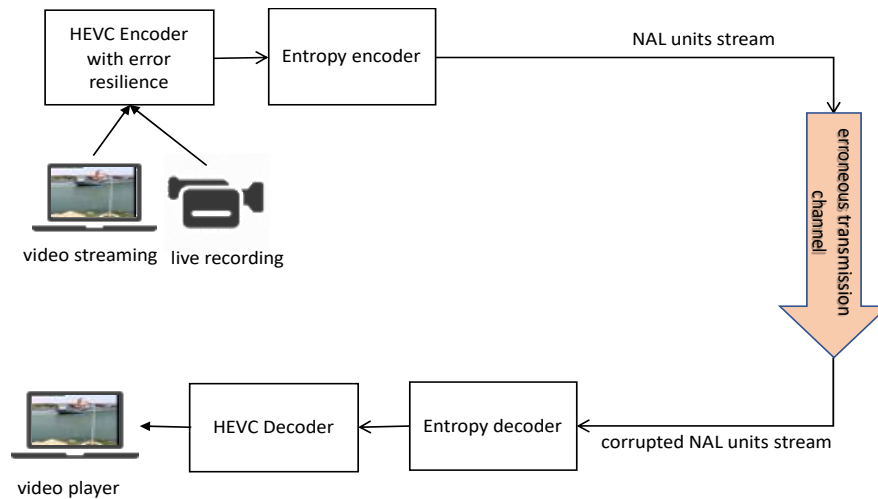 HEVC Encoder
with error
resilience
Entropy encoder
NAL units stream
erroneous transmission
channel
video streaming
live recording
HEVC Decoder
Entropy decoder
corrupted NAL units stream
video player